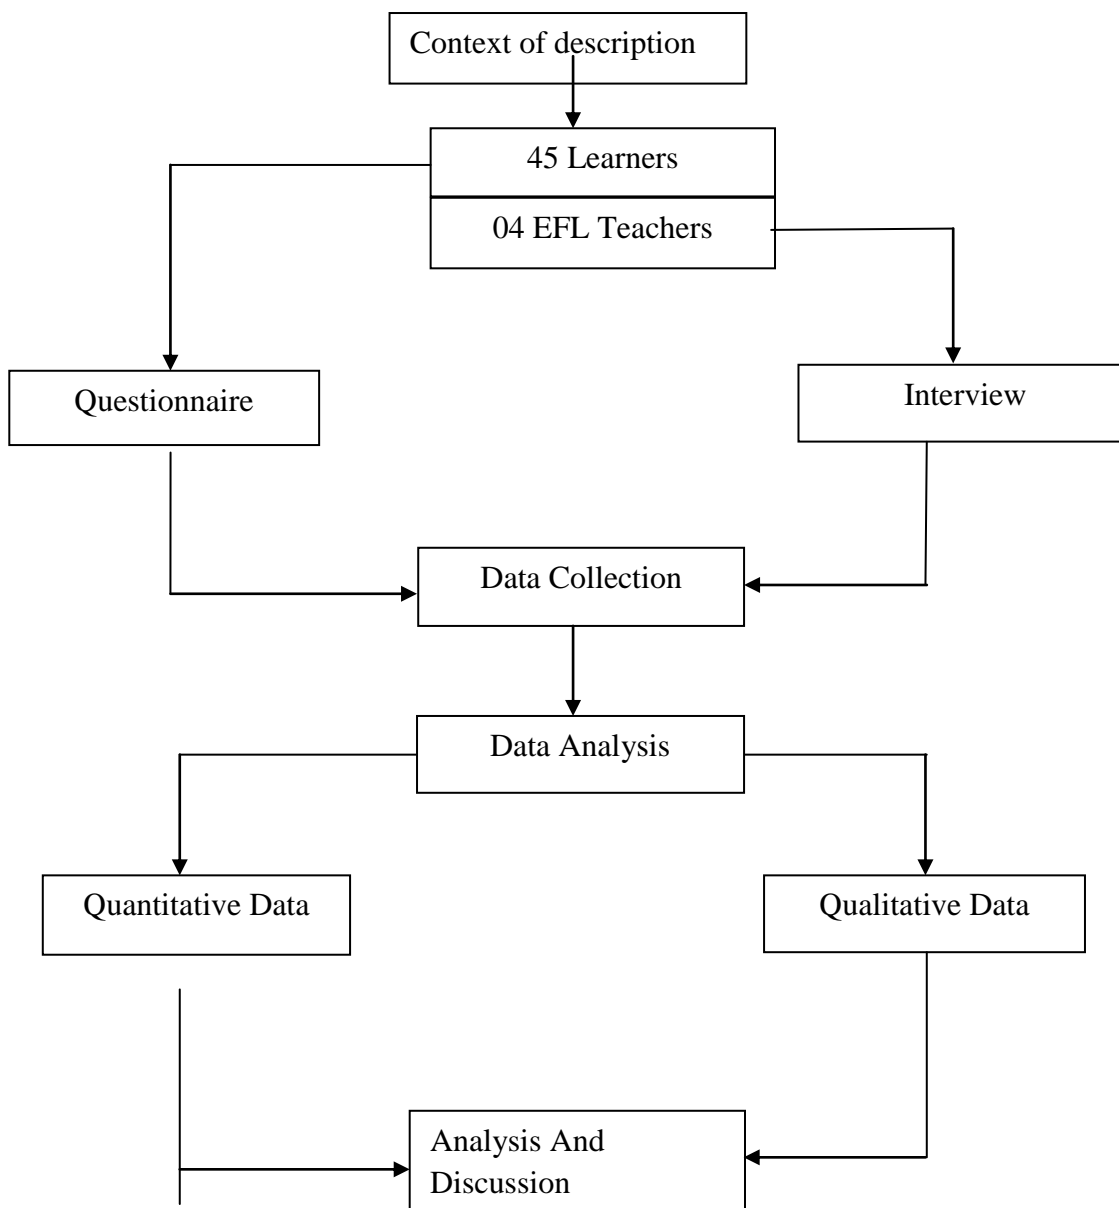 Context of description
45 Learners
04 EFL Teachers
Questionnaire
Interview
Data Collection
Data Analysis
Quantitative Data
Qualitative Data
Analysis And
Discussion